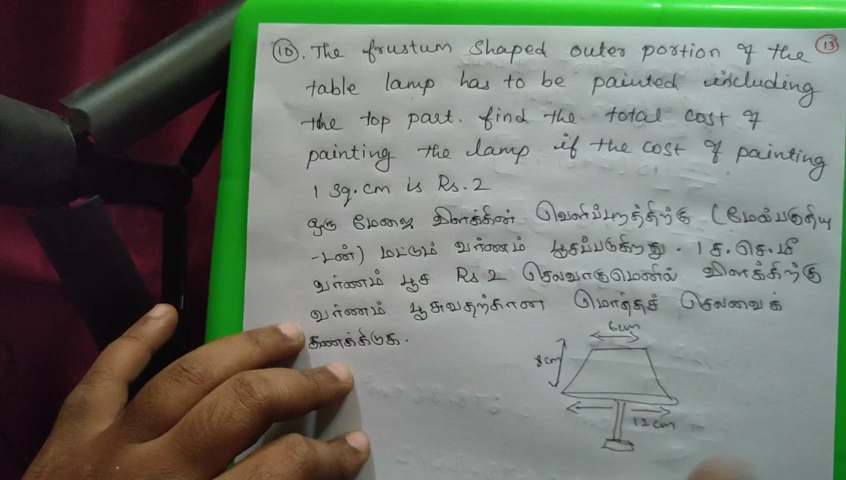 (10). The frustum shaped outer portion of the (13)
table lamp has to be painted including
the top part. find the total cost of
painting the lamp if the cost of painting
1 sq.cm is Rs. 2
ஒரு மேஜை விளக்கின் வெளிப்புறத்திற்கு (மேல்பகுதியு
-டன்) மட்டும் வர்ணம் பூசப்படுகிறது. 1 ச.செ.மீ
வர்ணம் பூச Rs 2 செலவாகுமெனில் விளக்கிற்கு
வர்ணம் பூசுவதற்கான மொத்தச் செலவைக்
கணக்கிடுக.
6cm
8cm
12cm